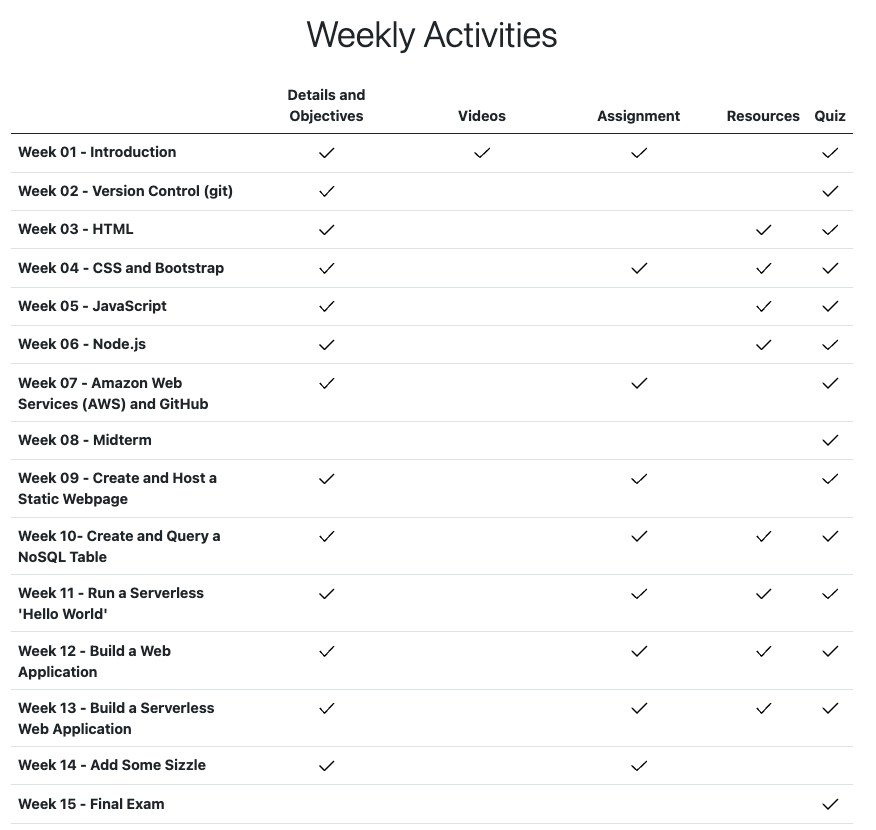 Weekly Activities
Details and
Objectives
Videos
Assignment
Resources
Quiz
Week 01 - Introduction
Week 02 - Version Control (git)
Week 03 - HTML
Week 04 - CSS and Bootstrap
Week 05 - JavaScript
Week 06 - Node.js
Week 07 - Amazon Web
Services (AWS) and GitHub
Week 08 - Midterm
Week 09 - Create and Host a
Static Webpage
Week 10- Create and Query a
NoSQL Table
Week 11 - Run a Serverless
'Hello World'
Week 12 - Build a Web
Application
Week 13 - Build a Serverless
Web Application
Week 14 - Add Some Sizzle
Week 15 - Final Exam